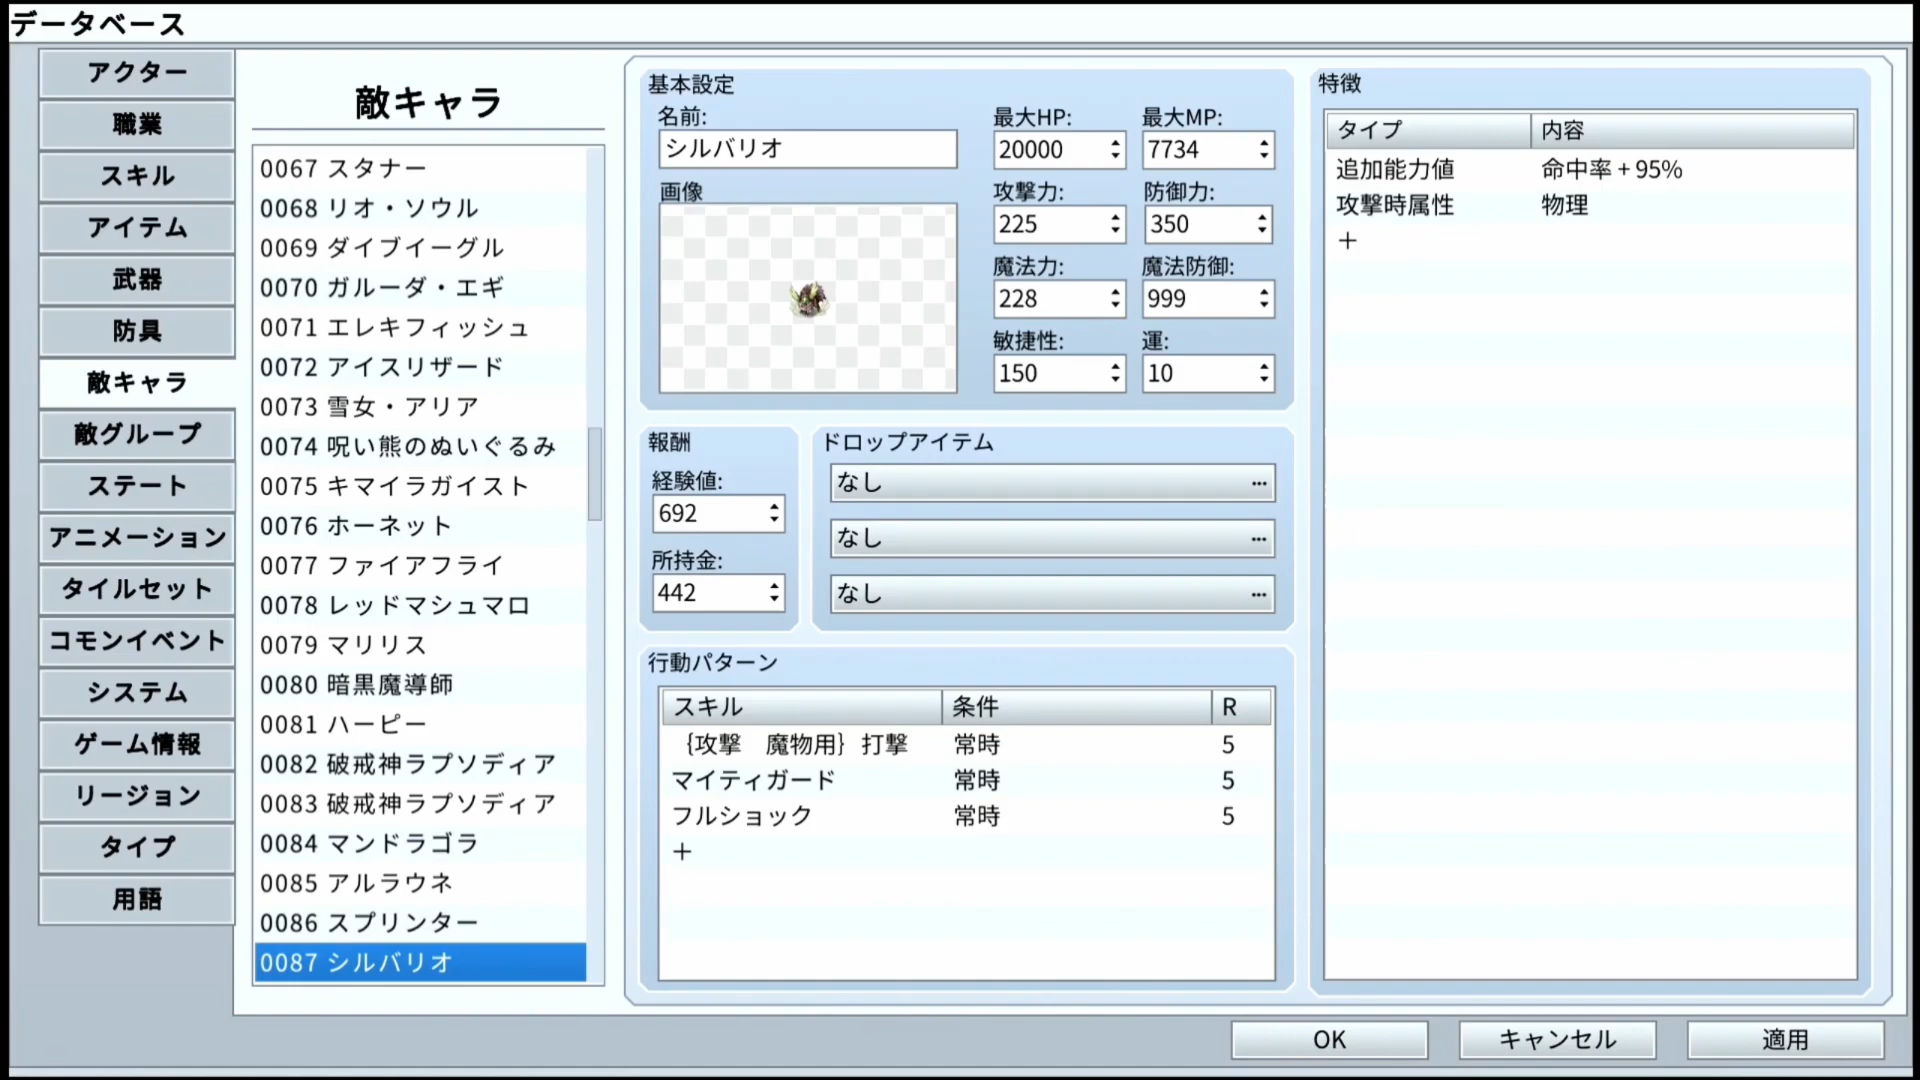 データベース
アクター
職業
スキル
アイテム
武器
防具
敵キャラ
敵グループ
ステート
アニメーション
タイルセット
コモンイベント
システム
ゲーム情報
リージョン
タイプ
用語
敵キャラ
0067 スタナー
0068 リオ・ソウル
0069 ダイブイーグル
0070 ガルーダ・エギ
0071 エレキフィッシュ
0072 アイスリザード
0073 雪女・アリア
0074 呪い熊のぬいぐるみ
0075 キマイラガイスト
0076 ホーネット
0077 ファイアフライ
0078 レッドマシュマロ
0079 マリリス
0080 暗黒魔導師
0081 ハーピー
0082 破戒神ラプソディア
0083 破戒神ラプソディア
0084 マンドラゴラ
0085 アルラウネ
0086 スプリンター
0087 シルバリオ
基本設定
名前:
シルバリオ
画像
最大HP: 最大MP:
20000 7734
攻撃力: 防御力:
225 350
魔法力: 魔法防御:
228 999
敏捷性: 運:
150 10
報酬
経験値:
692
所持金:
442
ドロップアイテム
なし ...
なし ...
なし ...
行動パターン
スキル 条件 R
｛攻撃　魔物用｝打撃 常時 5
マイティガード 常時 5
フルショック 常時 5
+
特徴
タイプ 内容
追加能力値 命中率 + 95%
攻撃時属性 物理
+
OK キャンセル 適用